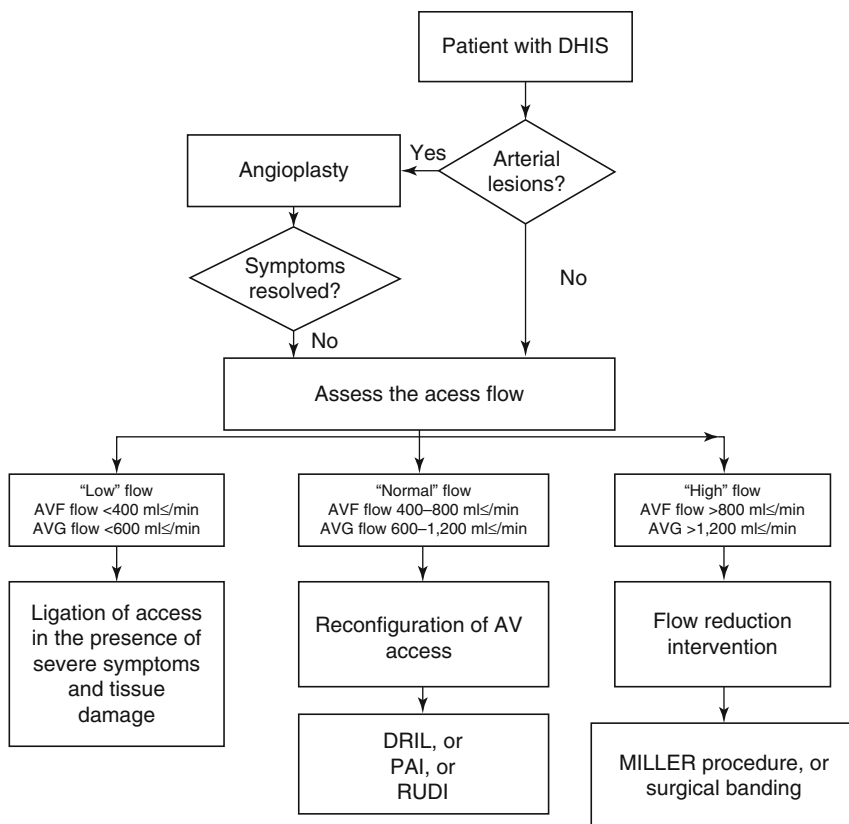 Patient with DHIS
Arterial
lesions?
Yes
Angioplasty
No
Symptoms
resolved?
No
Assess the acess flow
“Low” flow
AVF flow <400 ml≤/min
AVG flow <600 ml≤/min
“Normal” flow
AVF flow 400–800 ml≤/min
AVG flow 600–1,200 ml≤/min
“High” flow
AVF flow >800 ml≤/min
AVG >1,200 ml≤/min
Ligation of access
in the presence of
severe symptoms
and tissue
damage
Reconfiguration of AV
access
Flow reduction
intervention
DRIL, or
PAI, or
RUDI
MILLER procedure, or
surgical banding